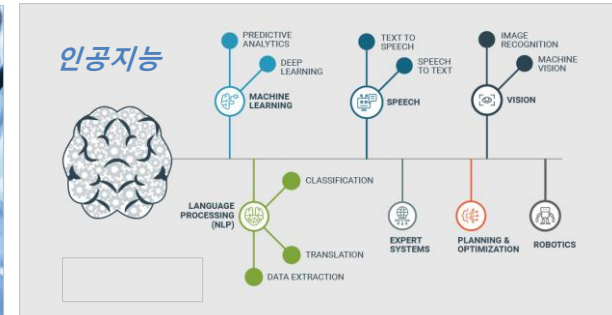 인공지능
PREDICTIVE
ANALYTICS
DEEP
LEARNING
MACHINE
LEARNING
TEXT TO
SPEECH
SPEECH
TO TEXT
SPEECH
IMAGE
RECOGNITION
MACHINE
VISION
VISION
LANGUAGE
PROCESSING
(NLP)
CLASSIFICATION
TRANSLATION
DATA EXTRACTION
EXPERT
SYSTEMS
PLANNING &
OPTIMIZATION
ROBOTICS